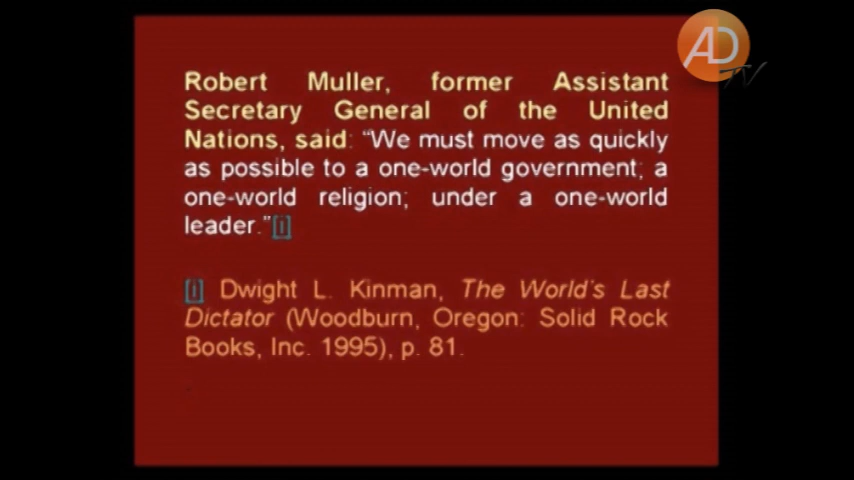 AD
TV
Robert Muller, former Assistant
Secretary General of the United
Nations, said: “We must move as quickly
as possible to a one-world government; a
one-world religion; under a one-world
leader.”[i]
[i] Dwight L. Kinman, The World’s Last
Dictator (Woodburn, Oregon: Solid Rock
Books, Inc. 1995), p. 81.